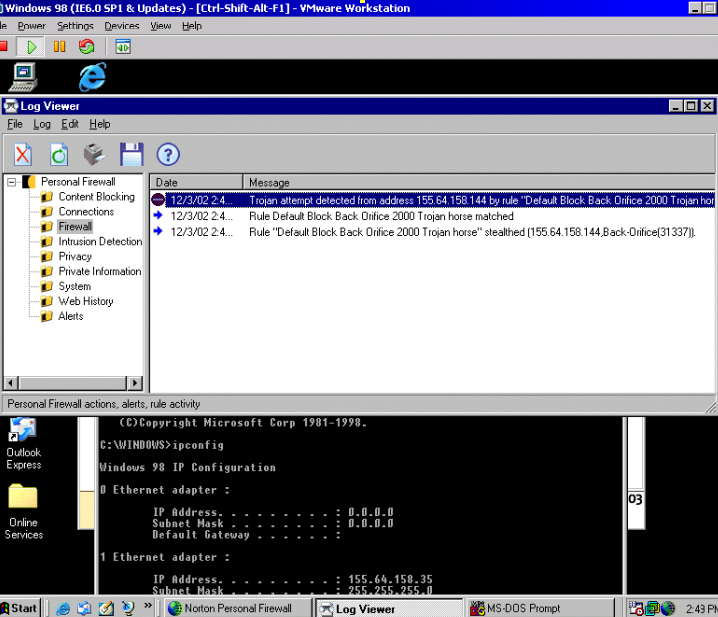 Windows 98 (IE6.0 SP1 & Updates) - [Ctrl-Shift-Alt-F1] - VMware Workstation
le Power Settings Devices View Help
Log Viewer
File Log Edit Help
Personal Firewall
Content Blocking
Connections
Firewall
Intrusion Detection
Privacy
Private Information
System
Web History
Alerts
Date Message
12/3/02 2:4... Trojan attempt detected from address 155.64.158.144 by rule "Default Block Back Orifice 2000 Trojan hor
12/3/02 2:4... Rule Default Block Back Orifice 2000 Trojan horse matched
12/3/02 2:4... Rule "Default Block Back Orifice 2000 Trojan horse" stealthed (155.64.158.144,Back-Orifice(31337)).
Personal Firewall actions, alerts, rule activity
Outlook Express
Online Services
(C)Copyright Microsoft Corp 1981-1998.
C:\WINDOWS>ipconfig
Windows 98 IP Configuration
0 Ethernet adapter :
IP Address. . . . . . . . . : 0.0.0.0
Subnet Mask . . . . . . . . : 0.0.0.0
Default Gateway . . . . . . :
1 Ethernet adapter :
IP Address. . . . . . . . . : 155.64.158.35
Subnet Mask . . . . . . . . : 255.255.255.0
03
Start » Norton Personal Firewall Log Viewer MS-DOS Prompt 2:43 PM